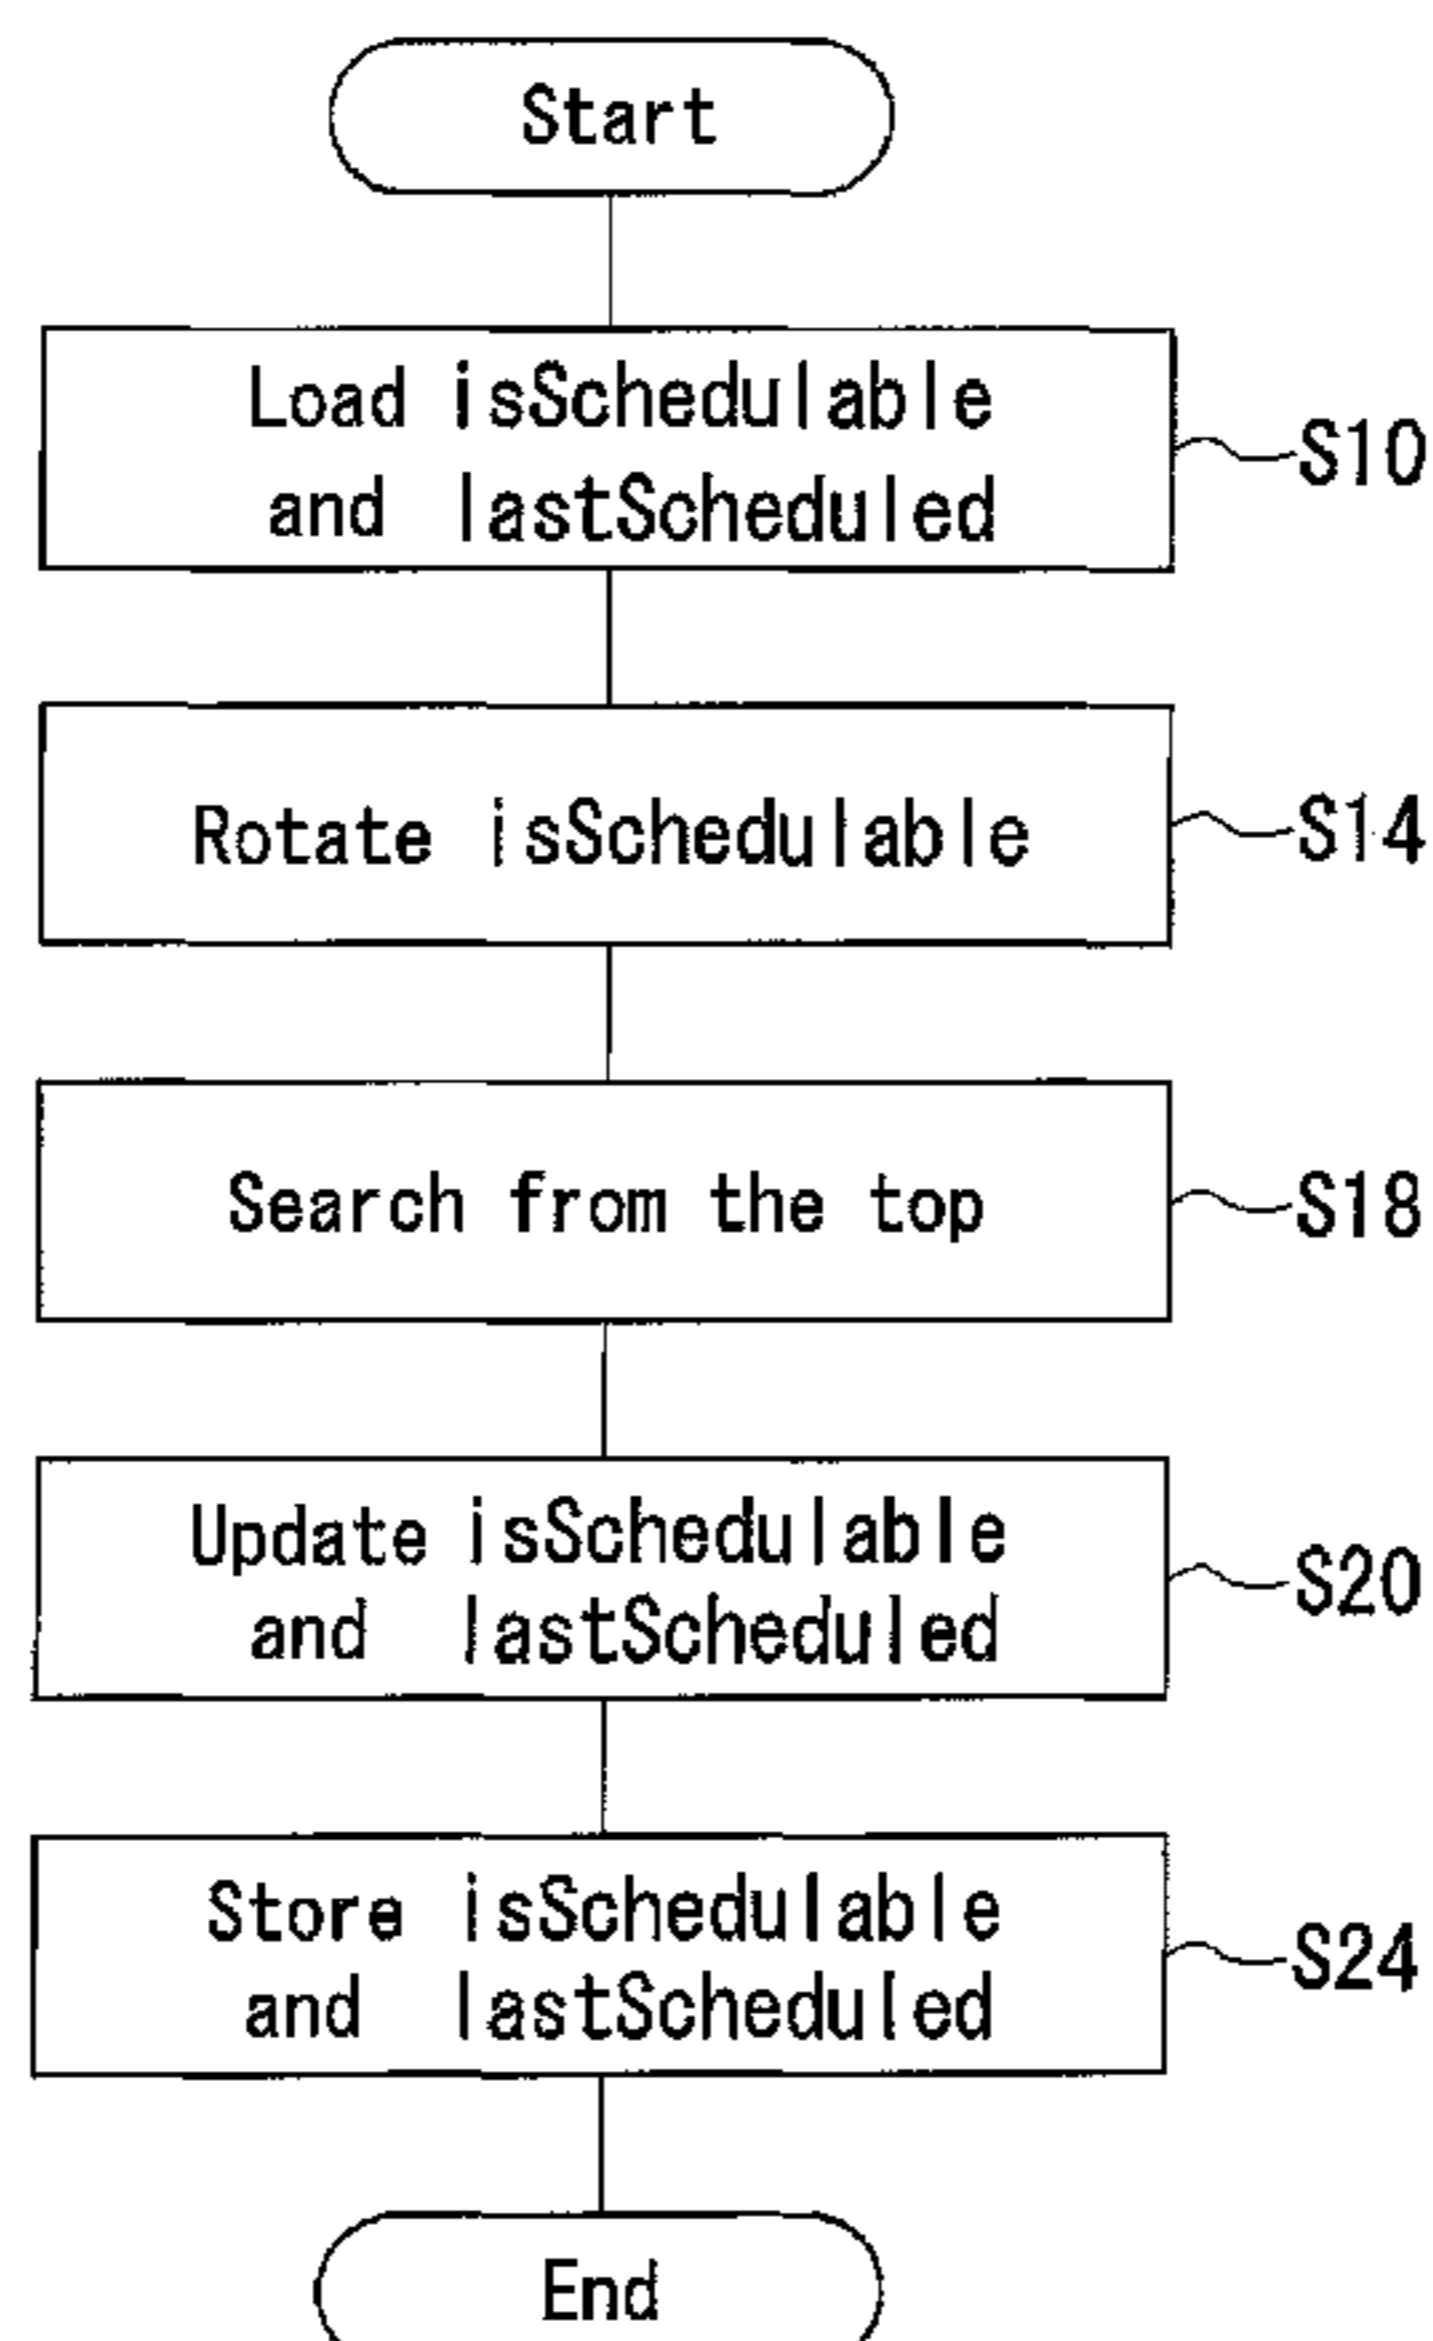 Start
Load isSchedulable
and lastScheduled
S10
Rotate isSchedulable
S14
Search from the top
S18
Update isSchedulable
and lastScheduled
S20
Store isSchedulable
and lastScheduled
S24
End